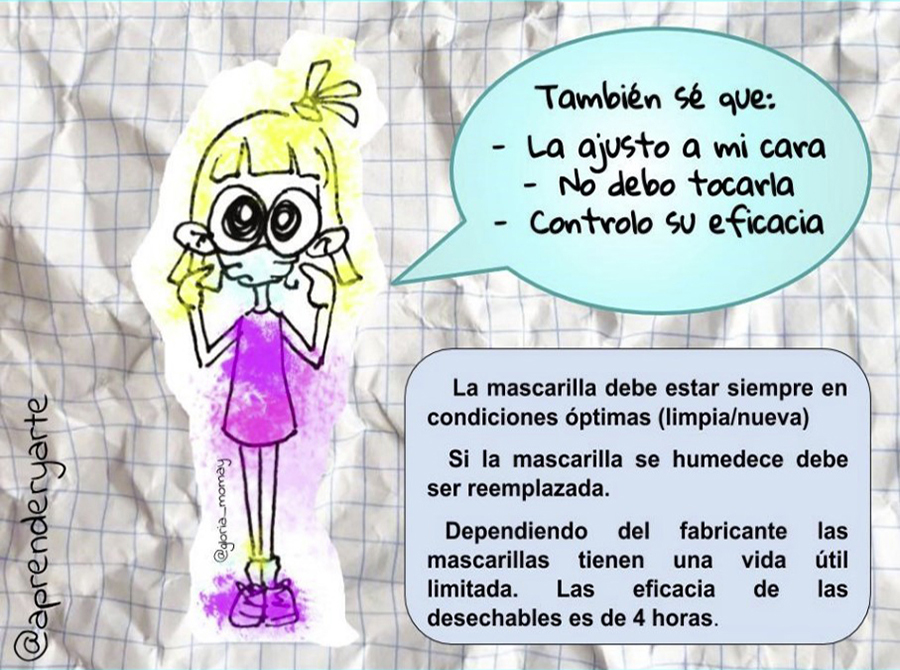 También sé que:
- La ajusto a mi cara
- No debo tocarla
- Controlo su eficacia
La mascarilla debe estar siempre en
condiciones óptimas (limpia/nueva)
Si la mascarilla se humedece debe
ser reemplazada.
Dependiendo del fabricante las
mascarillas tienen una vida útil
limitada. Las eficacia de las
desechables es de 4 horas.
@gloria_momay
@aprenderyarte